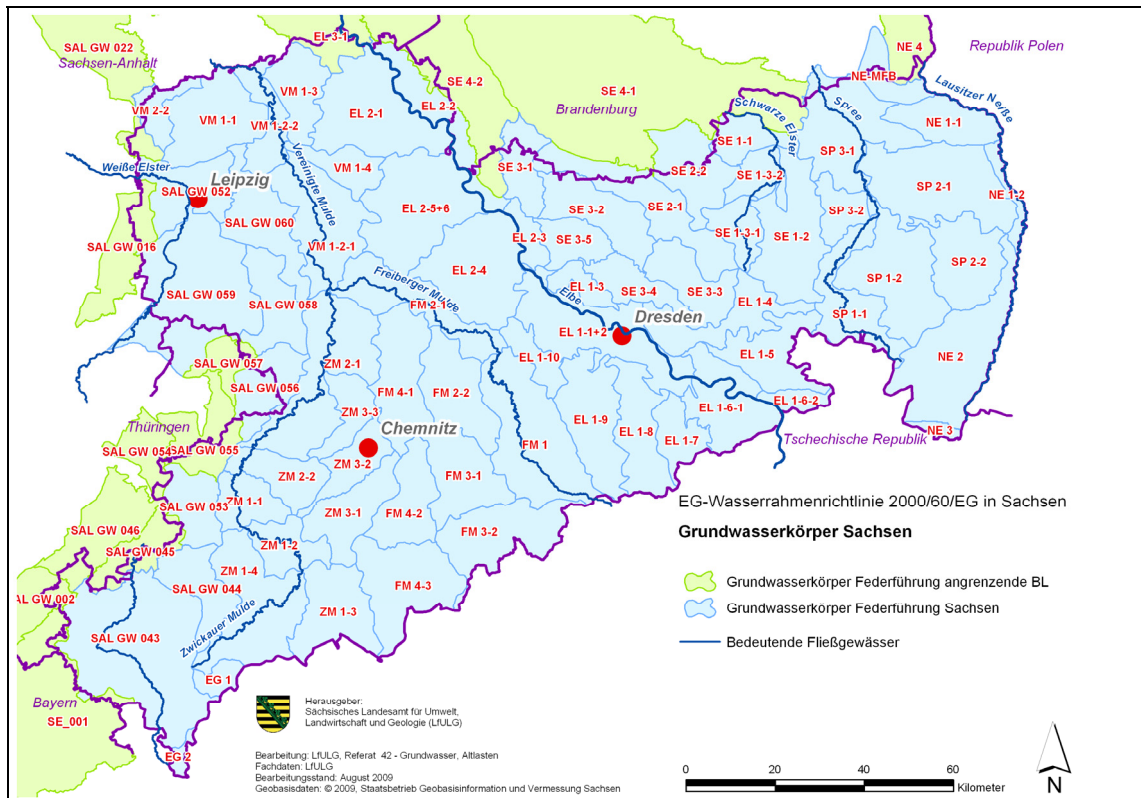 SAL GW 022
Sachsen-Anhalt
EL 3-1
NE 4
Republik Polen
SE 4-2
SE 4-1
Brandenburg
NE-MFB
Lausitzer Neiße
VM 2-2
VM 1-1
VM 1-3
VM 1-2-2
EL 2-1
EL 2-2
Schwarze Elster
Spree
NE 1-1
Weiße Elster
Leipzig
SAL GW 052
Vereinigte Mulde
VM 1-4
SE 3-1
SE 2-2
SE 1-1
SE 1-3-2
SP 3-1
SP 2-1
NE 1-2
SAL GW 060
SAL GW 016
EL 2-5+6
SE 3-2
SE 2-1
SP 3-2
VM 1-2-1
EL 2-3
SE 3-5
SE 1-3-1
SE 1-2
SP 2-2
EL 2-4
Freiberger Mulde
SAL GW 059
SAL GW 058
FM 2-1
EL 1-3
Elbe
SE 3-4
SE 3-3
EL 1-4
SP 1-2
SP 1-1
Dresden
EL 1-1+2
SAL GW 057
SAL GW 056
ZM 2-1
EL 1-10
EL 1-5
NE 2
FM 4-1
FM 2-2
ZM 3-3
Chemnitz
EL 1-9
EL 1-8
EL 1-7
EL 1-6-1
EL 1-6-2
NE 3
Tschechische Republik
Thüringen
SAL GW 054
SAL GW 055
FM 1
ZM 3-2
ZM 2-2
FM 3-1
SAL GW 053
ZM 1-1
ZM 3-1
FM 4-2
FM 3-2
SAL GW 046
SAL GW 045
ZM 1-2
ZM 1-4
SAL GW 044
FM 4-3
ZM 1-3
AL GW 002
SAL GW 043
Zwickauer Mulde
EG 1
Bayern
SE_001
EG 2
EG-Wasserrahmenrichtlinie 2000/60/EG in Sachsen
Grundwasserkörper Sachsen
Grundwasserkörper Federführung angrenzende BL
Grundwasserkörper Federführung Sachsen
Bedeutende Fließgewässer
Herausgeber:
Sächsisches Landesamt für Umwelt,
Landwirtschaft und Geologie (LfULG)
Bearbeitung: LfULG, Referat 42 - Grundwasser, Altlasten
Fachdaten: LfULG
Bearbeitungsstand: August 2009
Geobasisdaten: © 2009, Staatsbetrieb Geobasisinformation und Vermessung Sachsen
0 20 40 60
Kilometer
N